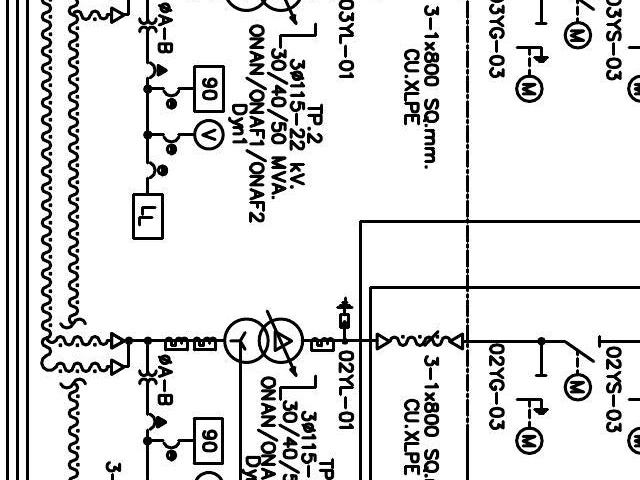 03YS-03
M
03YG-03
M
3-1x800 SQ.mm.
CU.XLPE
03YL-01
TP.2
3ø115-22 kV.
30/40/50 MVA.
ONAN/ONAF1/ONAF2
Dyn1
90
V
øA-B
LL
02YS-03
M
02YG-03
M
3-1x800 SQ.
CU.XLPE
02YL-01
TP
3ø115-
30/40/5
ONAN/ONA
Dy
90
øA-B
3-